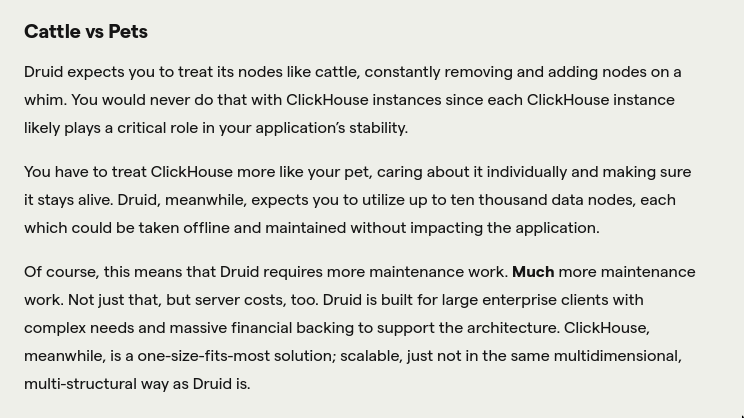 Cattle vs Pets
Druid expects you to treat its nodes like cattle, constantly removing and adding nodes on a
whim. You would never do that with ClickHouse instances since each ClickHouse instance
likely plays a critical role in your application’s stability.
You have to treat ClickHouse more like your pet, caring about it individually and making sure
it stays alive. Druid, meanwhile, expects you to utilize up to ten thousand data nodes, each
which could be taken offline and maintained without impacting the application.
Of course, this means that Druid requires more maintenance work. Much more maintenance
work. Not just that, but server costs, too. Druid is built for large enterprise clients with
complex needs and massive financial backing to support the architecture. ClickHouse,
meanwhile, is a one-size-fits-most solution; scalable, just not in the same multidimensional,
multi-structural way as Druid is.